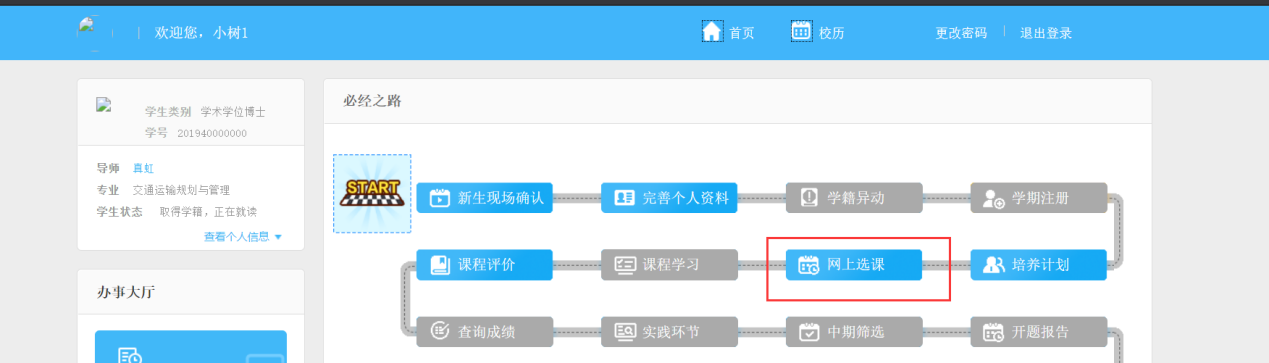 欢迎您，小树1
首页
校历
更改密码
退出登录
学生类别 学术学位博士
学号 201940000000
导师 真虹
专业 交通运输规划与管理
学生状态 取得学籍，正在就读
查看个人信息
办事大厅
必经之路
START
新生现场确认
完善个人资料
学籍异动
学期注册
课程评价
课程学习
网上选课
培养计划
查询成绩
实践环节
中期筛选
开题报告